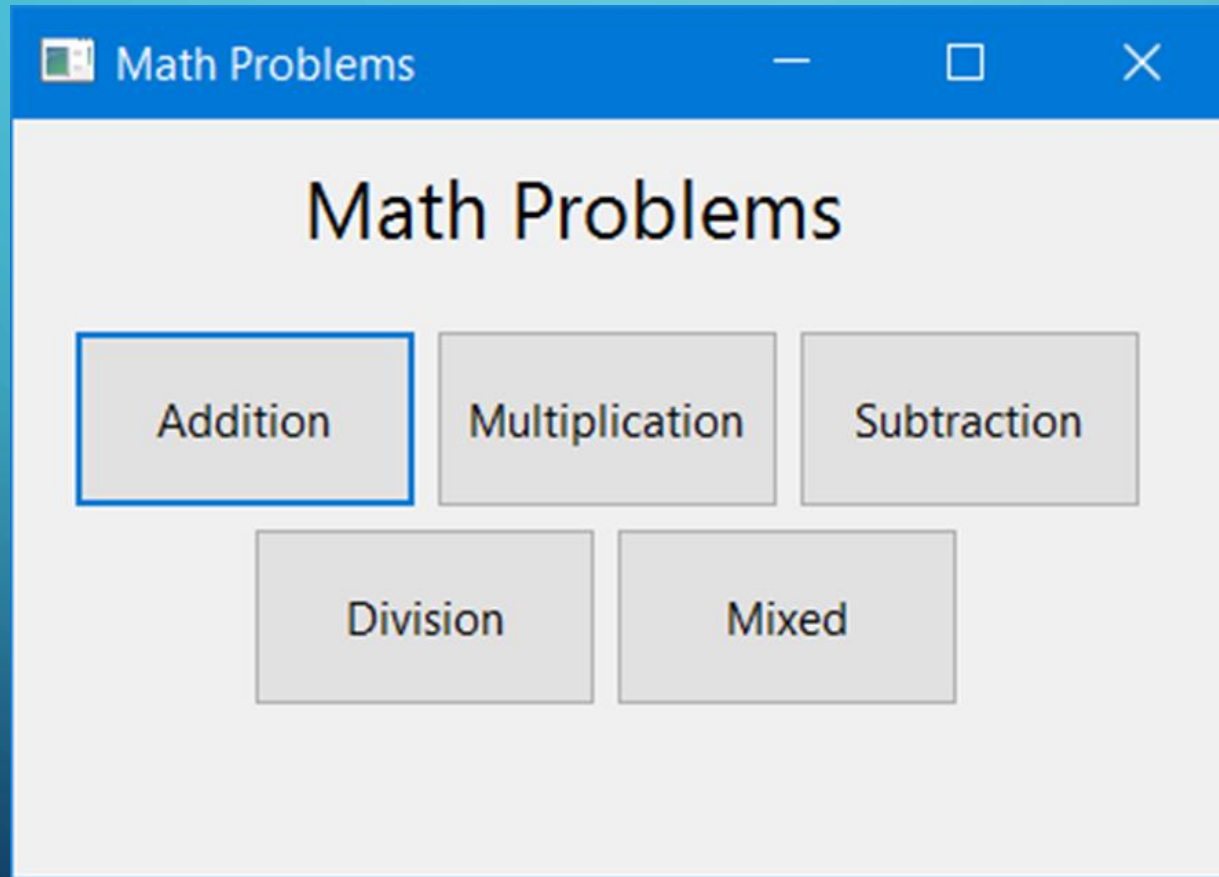 Math Problems
Math Problems
Addition Multiplication Subtraction
Division Mixed